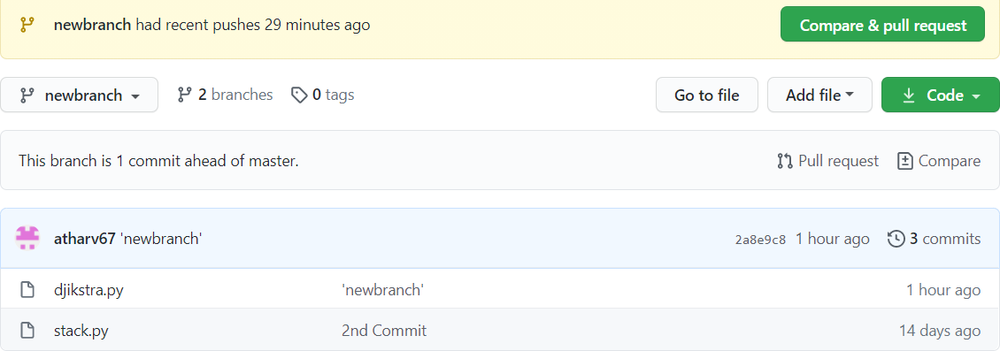 newbranch had recent pushes 29 minutes ago Compare & pull request
newbranch 2 branches 0 tags Go to file Add file Code
This branch is 1 commit ahead of master. Pull request Compare
atharv67 'newbranch' 2a8e9c8 1 hour ago 3 commits
djikstra.py 'newbranch' 1 hour ago
stack.py 2nd Commit 14 days ago